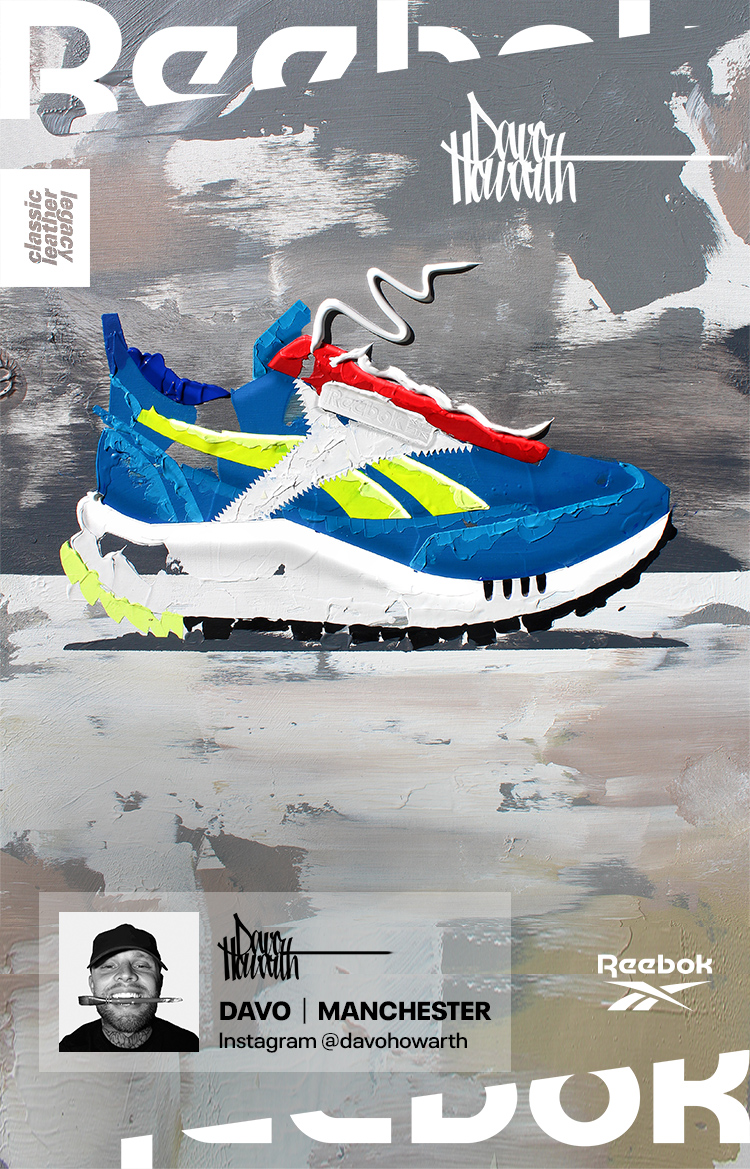 Reebok
Davo
Howarth
classic
leather
legacy
REEBOK
Davo
Howarth
DAVO | MANCHESTER
Instagram @davohowarth
Reebok
Reebok